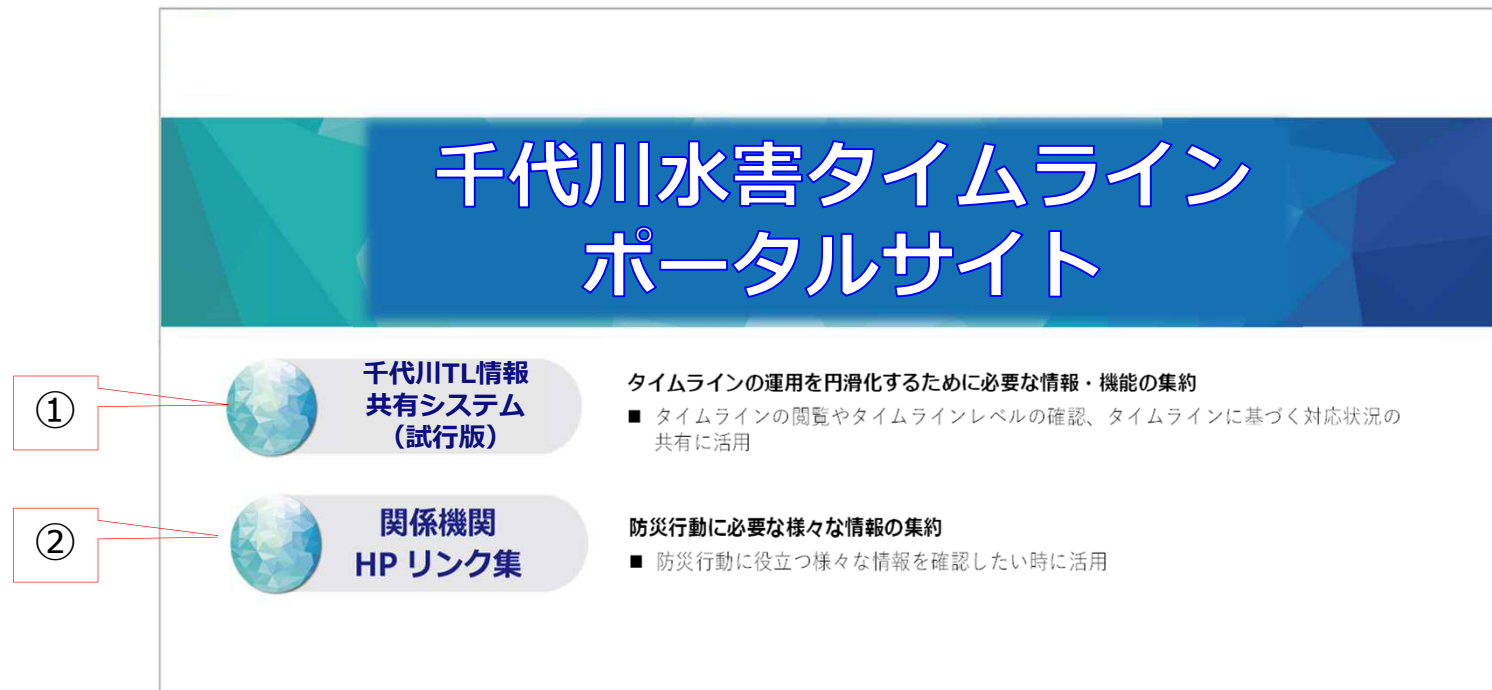 千代川水害タイムライン
ポータルサイト
①
千代川TL情報
共有システム
（試行版）
タイムラインの運用を円滑化するために必要な情報・機能の集約
■ タイムラインの閲覧やタイムラインレベルの確認、タイムラインに基づく対応状況の
共有に活用
②
関係機関
HP リンク集
防災行動に必要な様々な情報の集約
■ 防災行動に役立つ様々な情報を確認したい時に活用